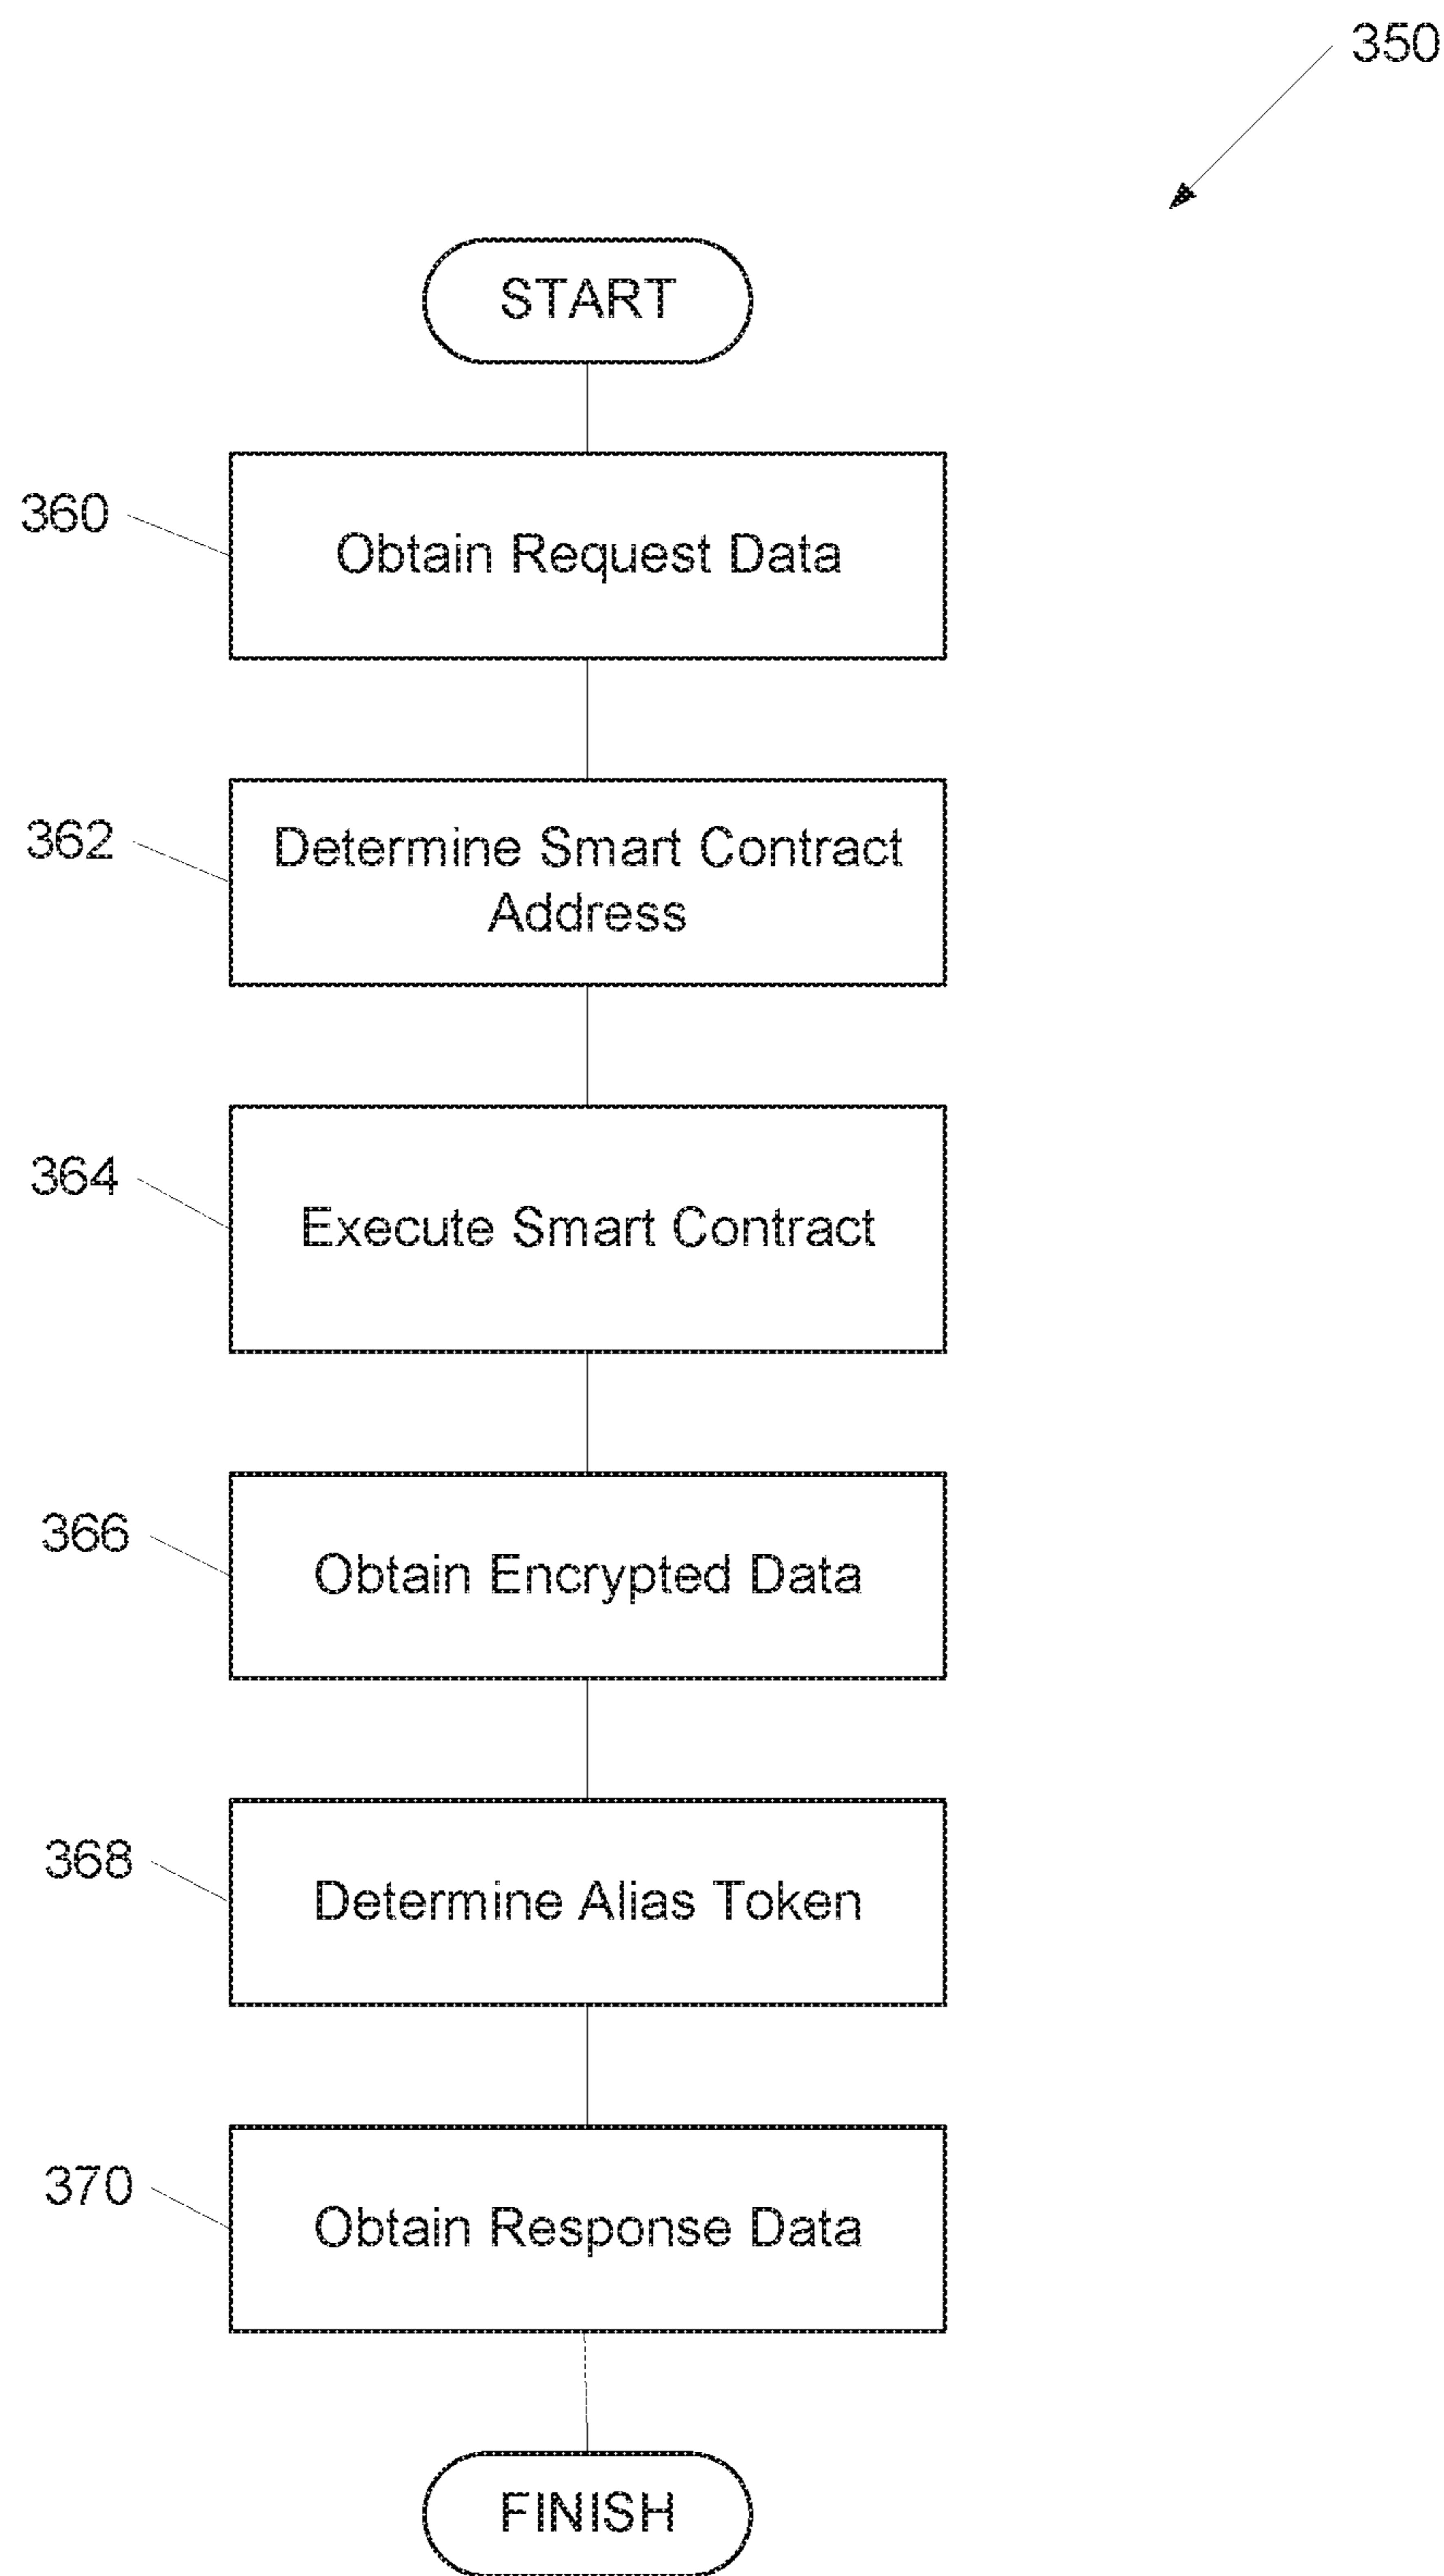 350
START
360
Obtain Request Data
362
Determine Smart Contract
Address
364
Execute Smart Contract
366
Obtain Encrypted Data
368
Determine Alias Token
370
Obtain Response Data
FINISH